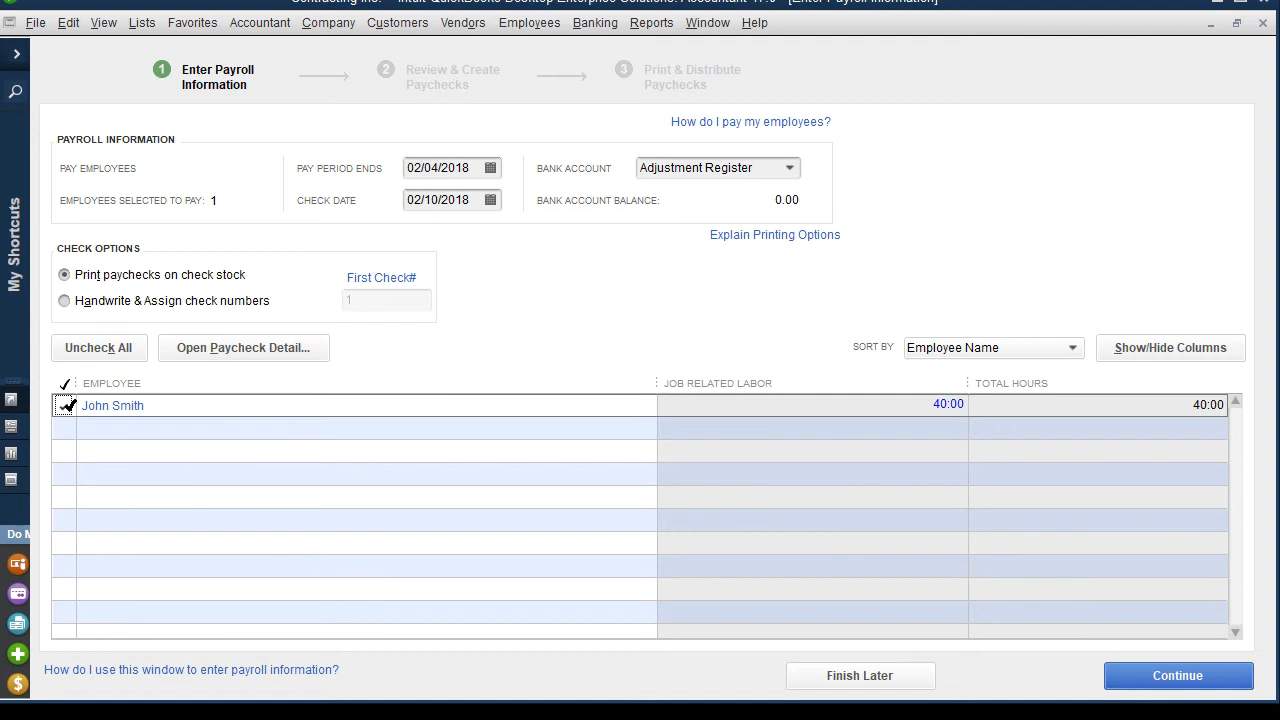 File Edit View Lists Favorites Accountant Company Customers Vendors Employees Banking Reports Window Help
1 Enter Payroll Information
2 Review & Create Paychecks
3 Print & Distribute Paychecks
How do I pay my employees?
PAYROLL INFORMATION
PAY EMPLOYEES PAY PERIOD ENDS 02/04/2018 BANK ACCOUNT Adjustment Register
EMPLOYEES SELECTED TO PAY: 1 CHECK DATE 02/10/2018 BANK ACCOUNT BALANCE: 0.00
Explain Printing Options
CHECK OPTIONS
Print paychecks on check stock First Check#
Handwrite & Assign check numbers 1
Uncheck All Open Paycheck Detail... SORT BY Employee Name Show/Hide Columns
EMPLOYEE JOB RELATED LABOR TOTAL HOURS
John Smith 40:00 40:00
How do I use this window to enter payroll information? Finish Later Continue
My Shortcuts
Do M